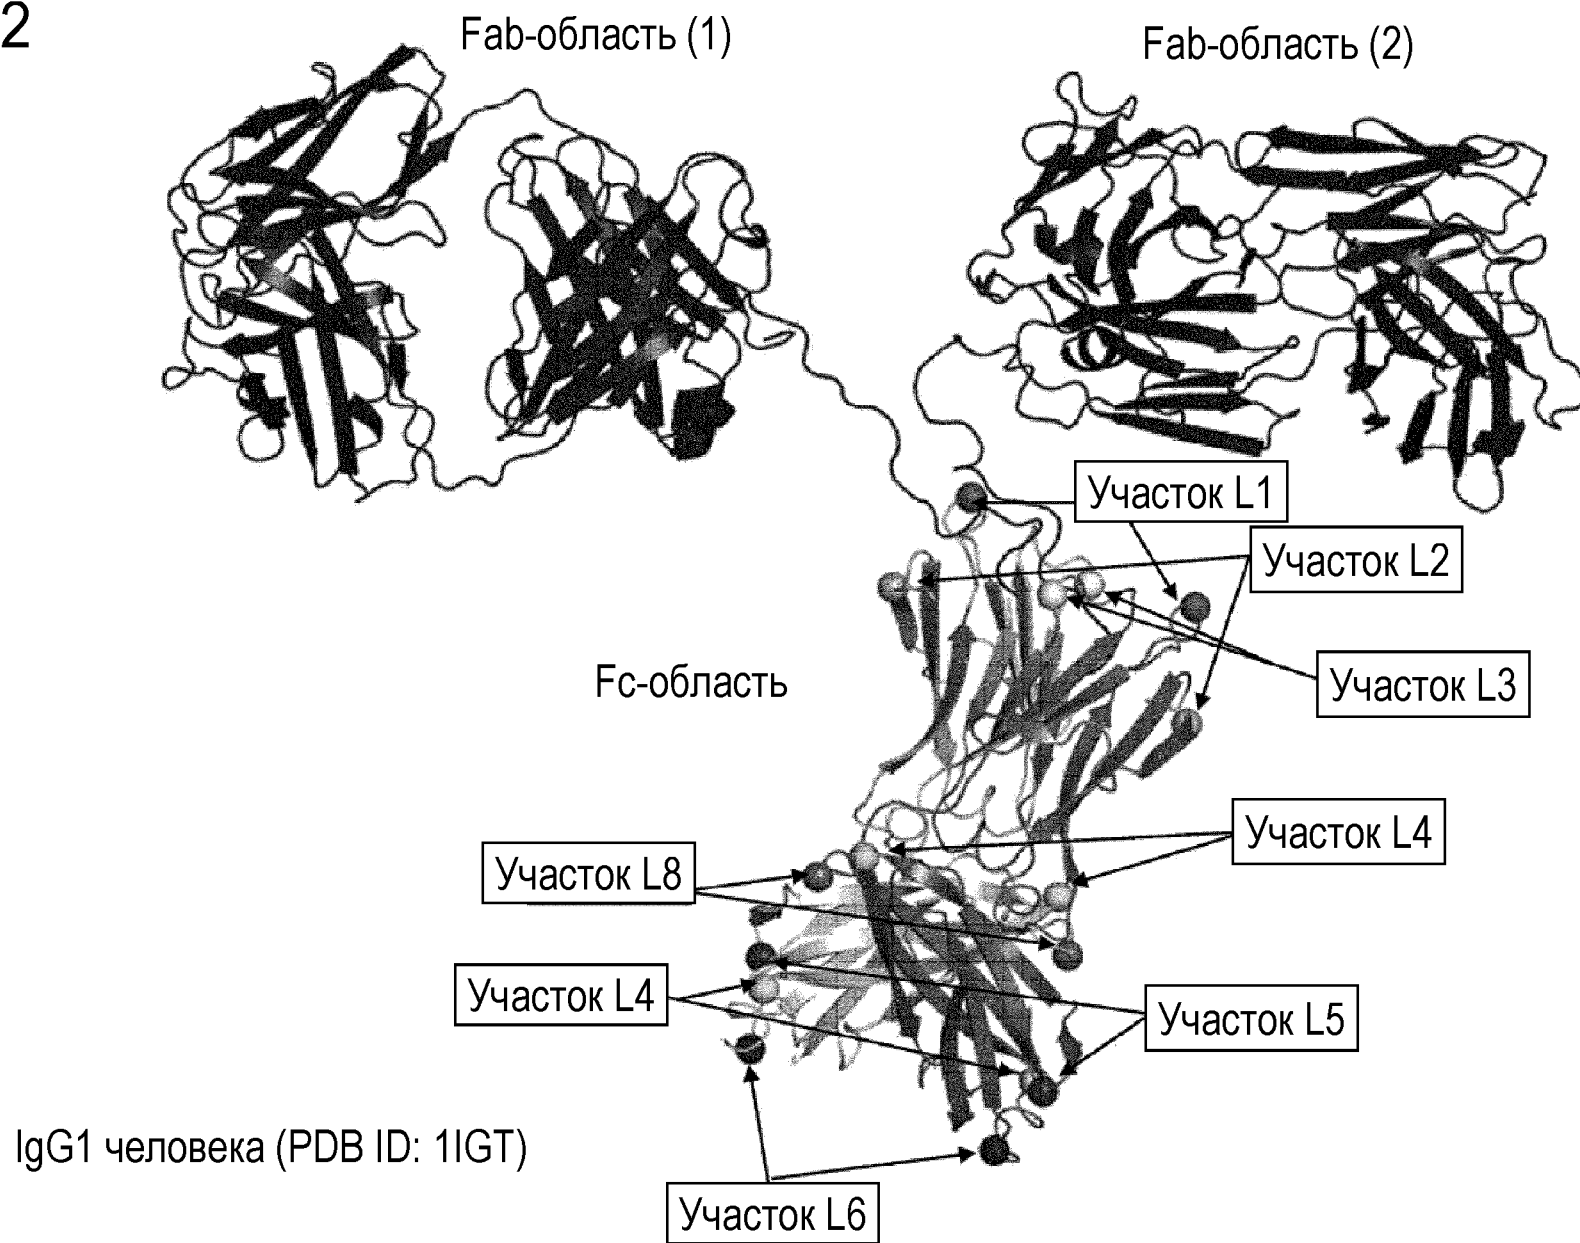 2
Fab-область (1)
Fab-область (2)
Участок L1
Участок L2
Fc-область
Участок L3
Участок L4
Участок L8
Участок L4
Участок L5
IgG1 человека (PDB ID: 1IGT)
Участок L6